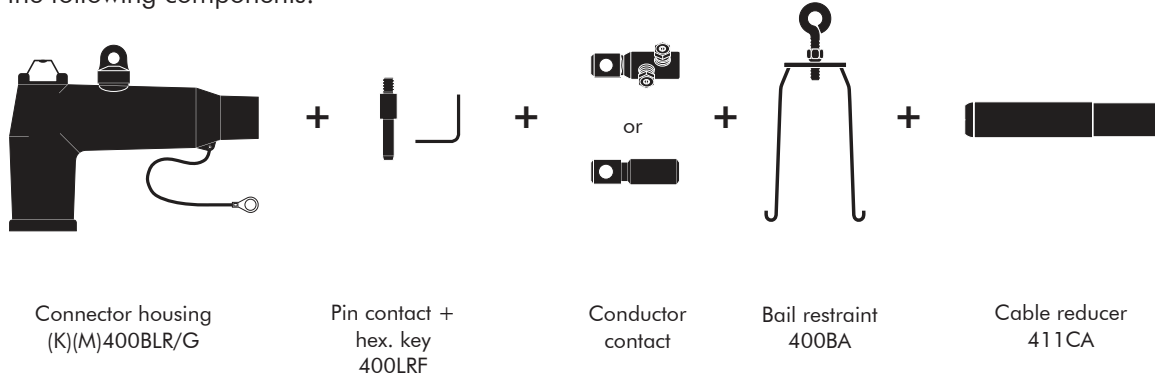 the following components:
+ + + +
or
Connector housing
(K)(M)400BLR/G
Pin contact +
hex. key
400LRF
Conductor
contact
Bail restraint
400BA
Cable reducer
411CA